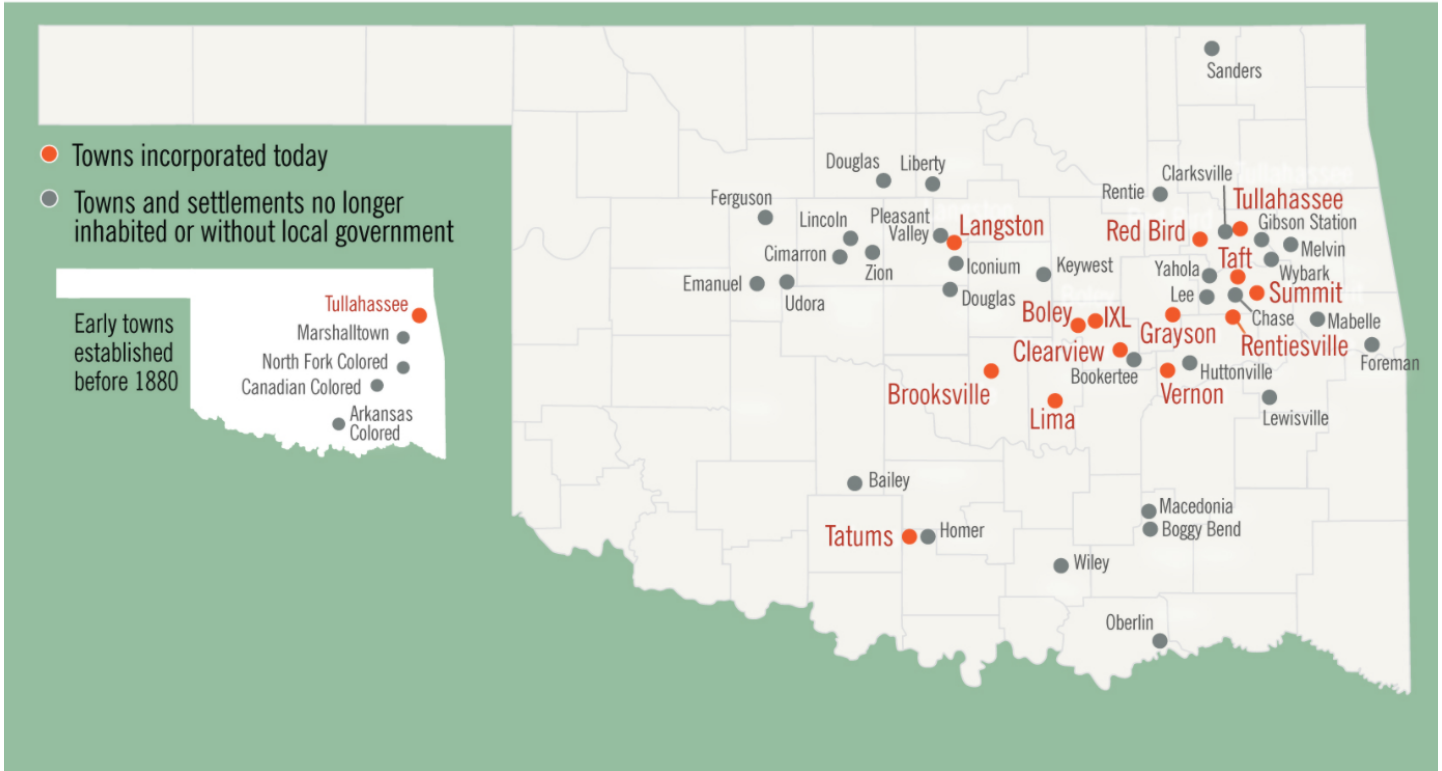 Towns incorporated today
Towns and settlements no longer
inhabited or without local government
Early towns
established
before 1880
Tullahassee
Marshalltown
North Fork Colored
Canadian Colored
Arkansas
Colored
Sanders
Douglas
Liberty
Clarksville
Rentie
Tullahassee
Ferguson
Lincoln
Pleasant
Valley
Langston
Red Bird
Gibson Station
Melvin
Cimarron
Zion
Iconium
Keywest
Taft
Wybark
Yahola
Emanuel
Udora
Douglas
Lee
Summit
Boley
IXL
Grayson
Chase
Mabelle
Rentiesville
Clearview
Foreman
Bookertee
Huttonville
Brooksville
Vernon
Lima
Lewisville
Bailey
Macedonia
Tatums
Homer
Boggy Bend
Wiley
Oberlin